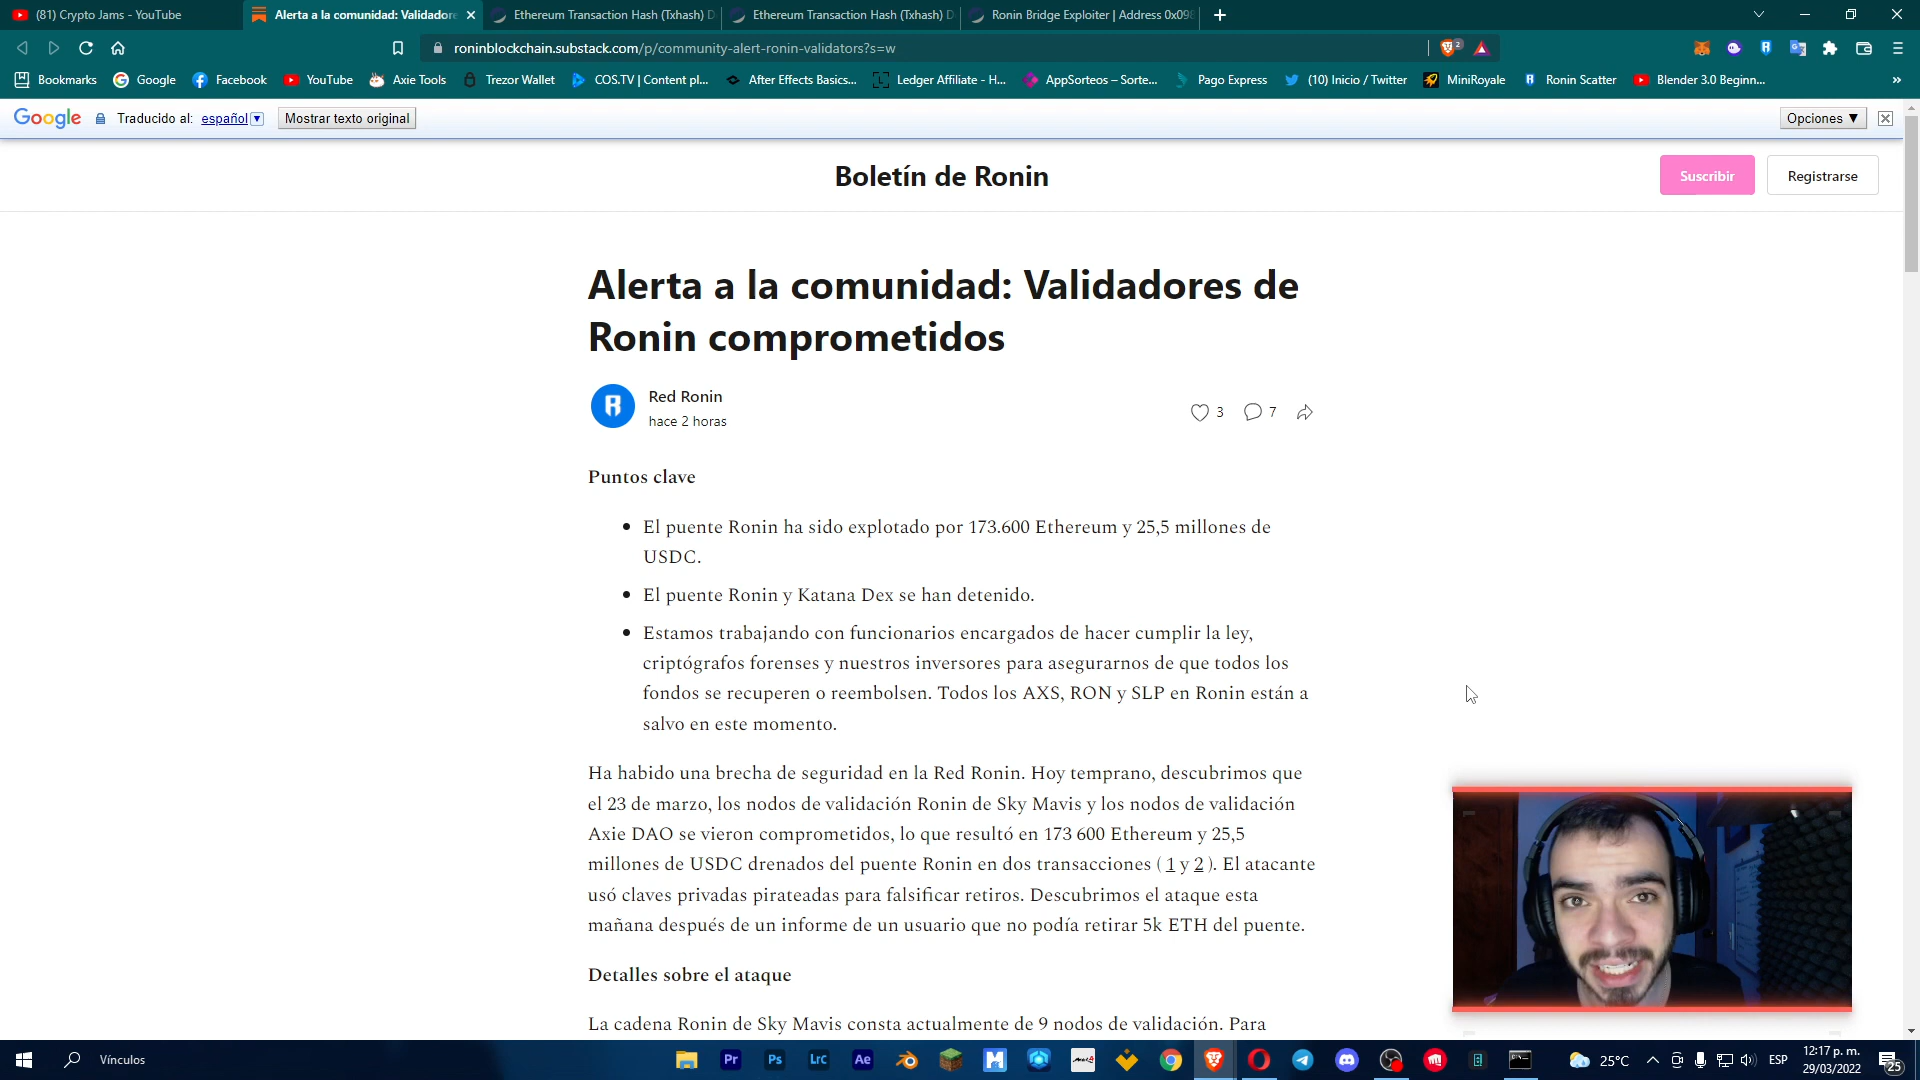 (81) Crypto Jams - YouTube
Alerta a la comunidad: Validadore
Ethereum Transaction Hash (Txhash) D
Ethereum Transaction Hash (Txhash) D
Ronin Bridge Exploiter | Address 0x098
roninblockchain.substack.com/p/community-alert-ronin-validators?s=w
2
Bookmarks
Google
Facebook
YouTube
Axie Tools
Trezor Wallet
COS.TV | Content pl...
After Effects Basics...
Ledger Affiliate - H...
AppSorteos – Sorte...
Pago Express
(10) Inicio / Twitter
MiniRoyale
Ronin Scatter
Blender 3.0 Beginn...
»
Google Traducido al: español ▼ Mostrar texto original
Opciones ▼
Boletín de Ronin
Suscribir
Registrarse
Alerta a la comunidad: Validadores de
Ronin comprometidos
Red Ronin
hace 2 horas
3
7
Puntos clave
• El puente Ronin ha sido explotado por 173.600 Ethereum y 25,5 millones de
USDC.
• El puente Ronin y Katana Dex se han detenido.
• Estamos trabajando con funcionarios encargados de hacer cumplir la ley,
criptógrafos forenses y nuestros inversores para asegurarnos de que todos los
fondos se recuperen o reembolsen. Todos los AXS, RON y SLP en Ronin están a
salvo en este momento.
Ha habido una brecha de seguridad en la Red Ronin. Hoy temprano, descubrimos que
el 23 de marzo, los nodos de validación Ronin de Sky Mavis y los nodos de validación
Axie DAO se vieron comprometidos, lo que resultó en 173 600 Ethereum y 25,5
millones de USDC drenados del puente Ronin en dos transacciones ( 1 y 2 ). El atacante
usó claves privadas pirateadas para falsificar retiros. Descubrimos el ataque esta
mañana después de un informe de un usuario que no podía retirar 5k ETH del puente.
Detalles sobre el ataque
La cadena Ronin de Sky Mavis consta actualmente de 9 nodos de validación. Para
Vínculos
Pr
Ps
Lrc
Ae
25°C
ESP
12:17 p. m.
29/03/2022
25